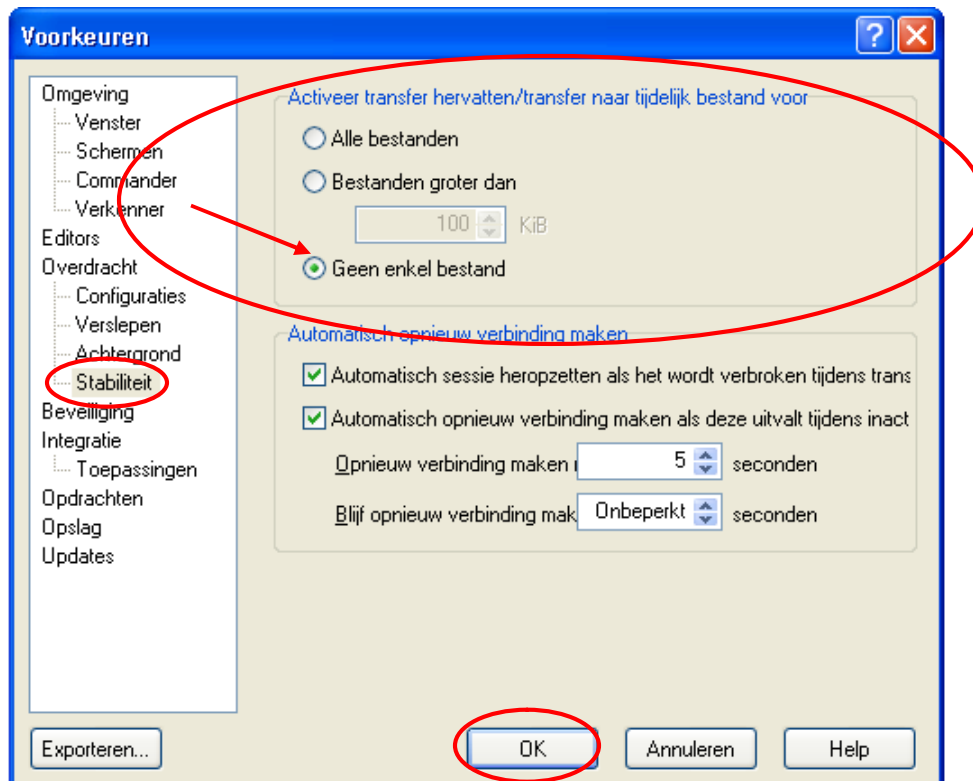 Voorkeuren
Omgeving
Venster
Schermen
Commander
Verkenner
Editors
Overdracht
Configuraties
Verslepen
Achtergrond
Stabiliteit
Beveiliging
Integratie
Toepassingen
Opdrachten
Opslag
Updates
Activeer transfer hervatten/transfer naar tijdelijk bestand voor
Alle bestanden
Bestanden groter dan
100 KiB
Geen enkel bestand
Automatisch opnieuw verbinding maken
Automatisch sessie heropzetten als het wordt verbroken tijdens trans
Automatisch opnieuw verbinding maken als deze uitvalt tijdens inact
Opnieuw verbinding maken 5 seconden
Blijf opnieuw verbinding mak Onbeperkt seconden
Exporteren...
OK
Annuleren
Help